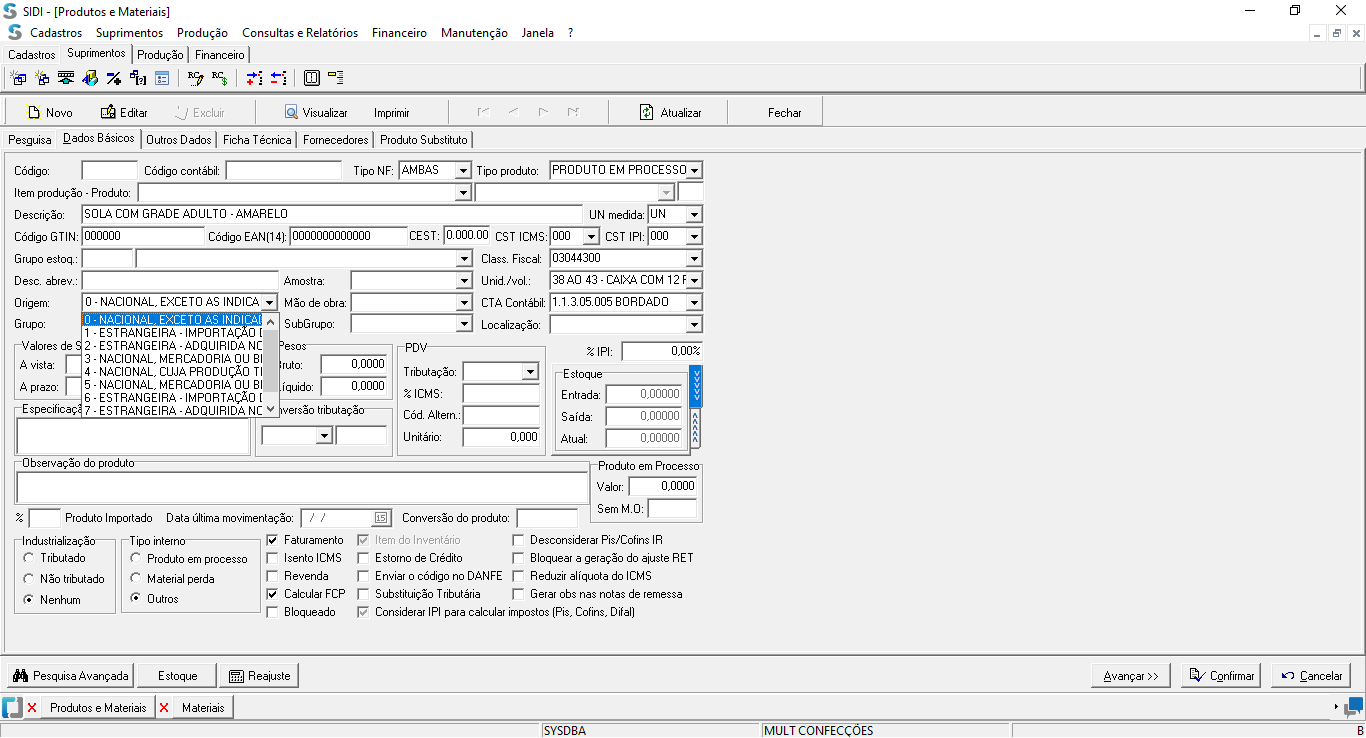 SIDI - [Produtos e Materiais]
Cadastros Suprimentos Produção Consultas e Relatórios Financeiro Manutenção Janela ?
Cadastros Suprimentos Produção Financeiro
Novo Editar Excluir Visualizar Imprimir Atualizar Fechar
Pesquisa Dados Básicos Outros Dados Ficha Técnica Fornecedores Produto Substituto
Código: Código contábil: Tipo NF: AMBAS Tipo produto: PRODUTO EM PROCESSO
Item produção - Produto:
Descrição: SOLA COM GRADE ADULTO - AMARELO UN medida: UN
Código GTIN: 000000 Código EAN(14): 0000000000000 CEST: 0.000.00 CST ICMS: 000 CST IPI: 000
Grupo estoq.: Class. Fiscal: 03044300
Desc. abrev.: Amostra: Unid./vol.: 38 AO 43 - CAIXA COM 12 
Origem: 0 - NACIONAL, EXCETO AS INDICA Mão de obra: CTA Contábil: 1.1.3.05.005 BORDADO
Grupo: SubGrupo: Localização:
0 - NACIONAL, EXCETO AS INDICA
1 - ESTRANGEIRA - IMPORTAÇÃO
2 - ESTRANGEIRA - ADQUIRIDA NO
3 - NACIONAL, MERCADORIA OU
4 - NACIONAL, CUJA PRODUÇÃO
5 - NACIONAL, MERCADORIA OU
6 - ESTRANGEIRA - IMPORTAÇÃO
7 - ESTRANGEIRA - ADQUIRIDA NO
Valores de Pesos PDV % IPI: 0,00%
A vista: 0,0000 Tributação: Estoque
A prazo: Líquido: 0,0000 % ICMS: Entrada: 0,00000
Especificaç tributação Cód. Altern.: Saída: 0,00000
Unitário: 0,000 Atual: 0,00000
Observação do produto Produto em Processo
Valor: 0,0000
Sem M.O:
% Produto Importado Data última movimentação: / / 15 Conversão do produto:
Industrialização Tipo interno Faturamento Item do Inventário Desconsiderar Pis/Cofins IR
Tributado Produto em processo Isento ICMS Estorno de Crédito Bloquear a geração do ajuste RET
Não tributado Material perda Revenda Enviar o código no DANFE Reduzir alíquota do ICMS
Nenhum Outros Calcular FCP Substituição Tributária Gerar obs nas notas de remessa
Bloqueado Considerar IPI para calcular impostos (Pis, Cofins, Difal)
Pesquisa Avançada Estoque Reajuste Avançar >> Confirmar Cancelar
Produtos e Materiais Materiais
SYSDBA MULT CONFECÇÕES B